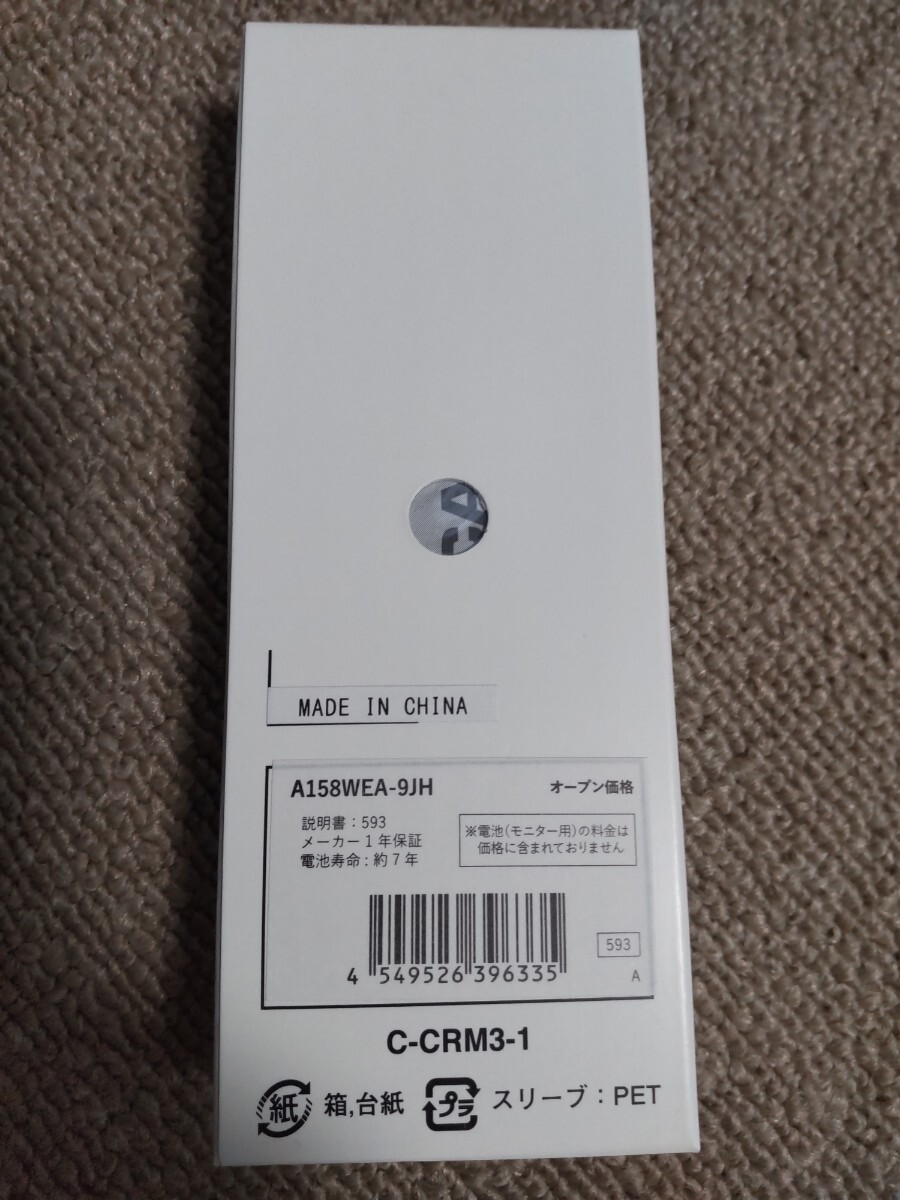 CA
MADE IN CHINA
A158WEA-9JH
オープン価格
説明書：593
メーカー1年保証
電池寿命：約7年
※電池(モニター用)の料金は
価格に含まれておりません
4 549526 396335
593
A
C-CRM3-1
紙 箱,台紙 プラ スリーブ：PET